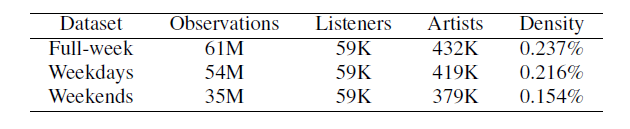 Dataset Observations Listeners Artists Density
Full-week 61M 59K 432K 0.237%
Weekdays 54M 59K 419K 0.216%
Weekends 35M 59K 379K 0.154%